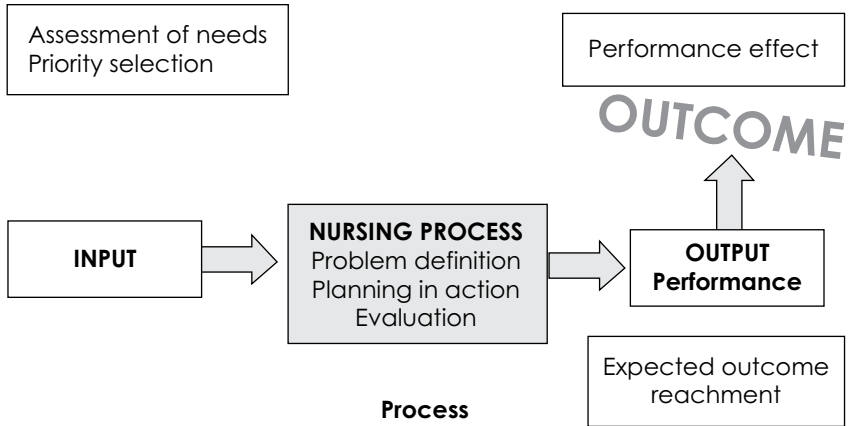 Assessment of needs
Priority selection
Performance effect
OUTCOME
INPUT
NURSING PROCESS
Problem definition
Planning in action
Evaluation
OUTPUT
Performance
Expected outcome
reachment
Process